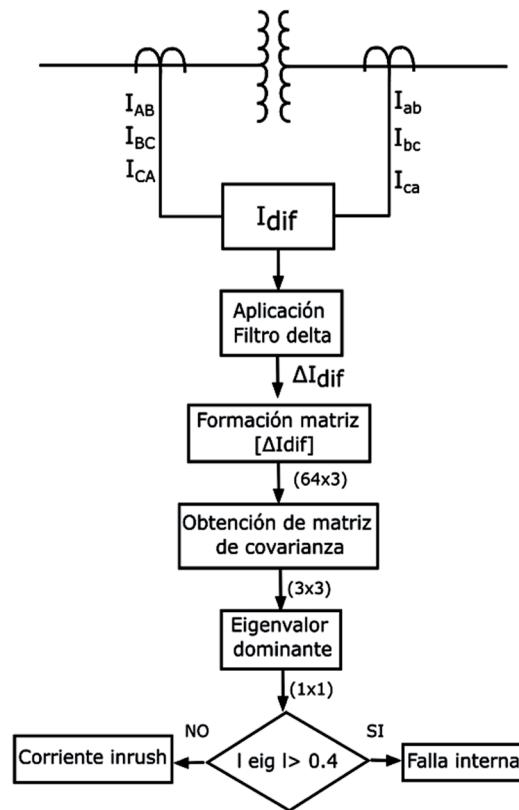 I_AB
I_BC
I_CA
I_ab
I_bc
I_ca
I_dif
Aplicación
Filtro delta
ΔI_dif
Formación matriz
[ΔIdif]
(64x3)
Obtención de matriz
de covarianza
(3x3)
Eigenvalor
dominante
(1x1)
NO
SI
Corriente inrush
I eig I> 0.4
Falla interna